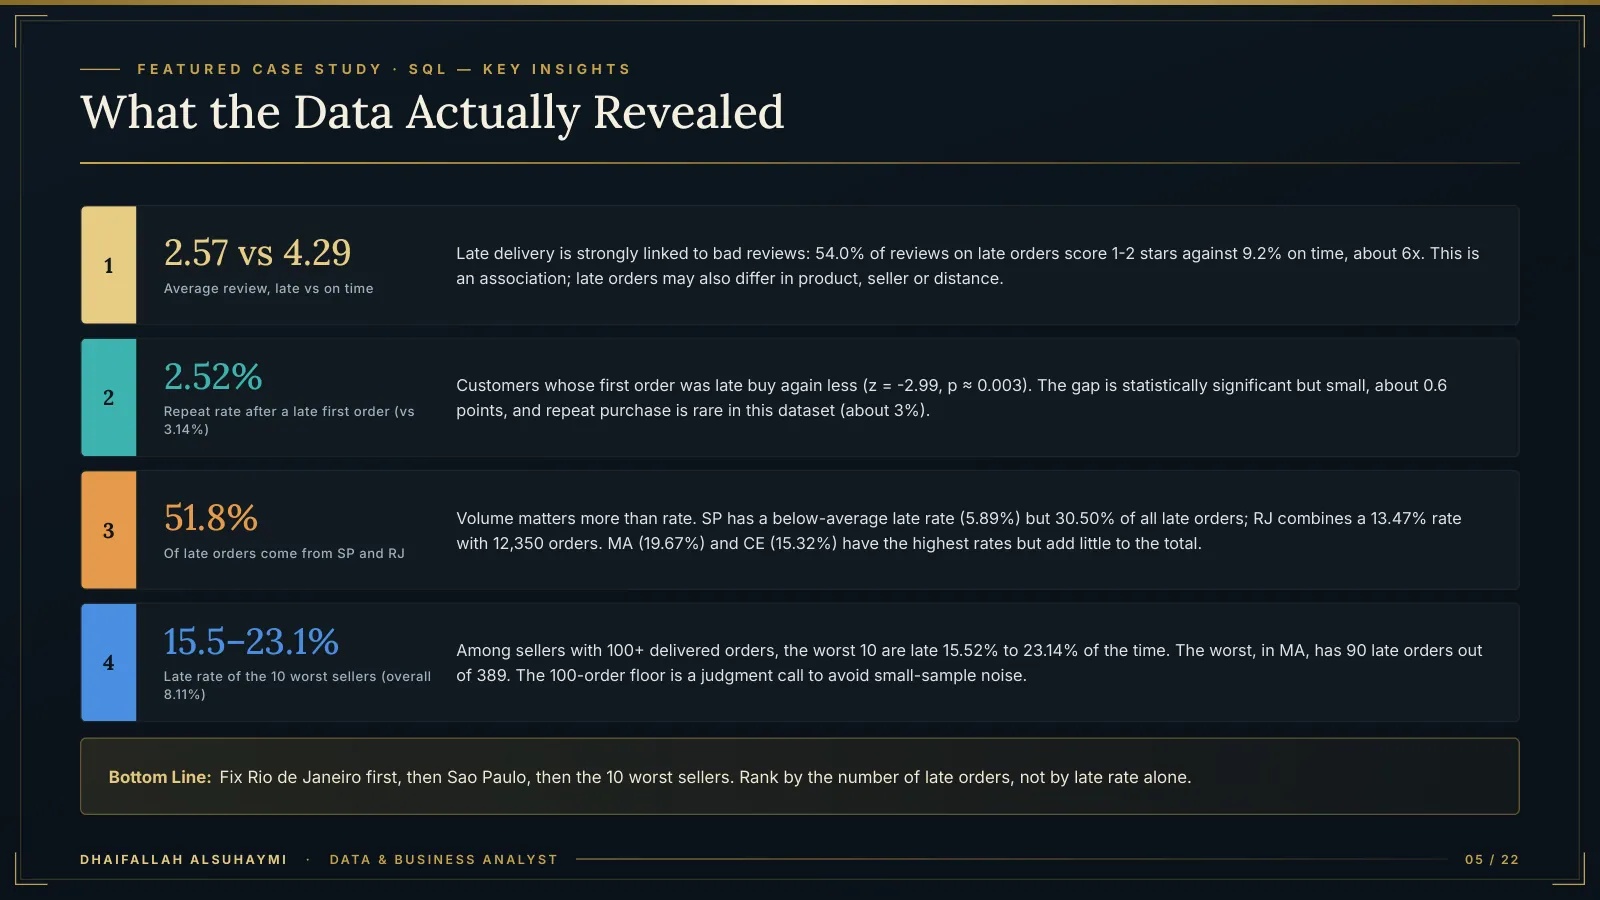 FEATURED CASE STUDY · SQL — KEY INSIGHTS
What the Data Actually Revealed
1
2.57 vs 4.29
Average review, late vs on time
Late delivery is strongly linked to bad reviews: 54.0% of reviews on late orders score 1-2 stars against 9.2% on time, about 6x. This is
an association; late orders may also differ in product, seller or distance.
2
2.52%
Repeat rate after a late first order (vs
3.14%)
Customers whose first order was late buy again less (z = -2.99, p ≈ 0.003). The gap is statistically significant but small, about 0.6
points, and repeat purchase is rare in this dataset (about 3%).
3
51.8%
Of late orders come from SP and RJ
Volume matters more than rate. SP has a below-average late rate (5.89%) but 30.50% of all late orders; RJ combines a 13.47% rate
with 12,350 orders. MA (19.67%) and CE (15.32%) have the highest rates but add little to the total.
4
15.5–23.1%
Late rate of the 10 worst sellers (overall
8.11%)
Among sellers with 100+ delivered orders, the worst 10 are late 15.52% to 23.14% of the time. The worst, in MA, has 90 late orders out
of 389. The 100-order floor is a judgment call to avoid small-sample noise.
Bottom Line: Fix Rio de Janeiro first, then Sao Paulo, then the 10 worst sellers. Rank by the number of late orders, not by late rate alone.
DHAIFALLAH ALSUHAYMI · DATA & BUSINESS ANALYST
05 / 22